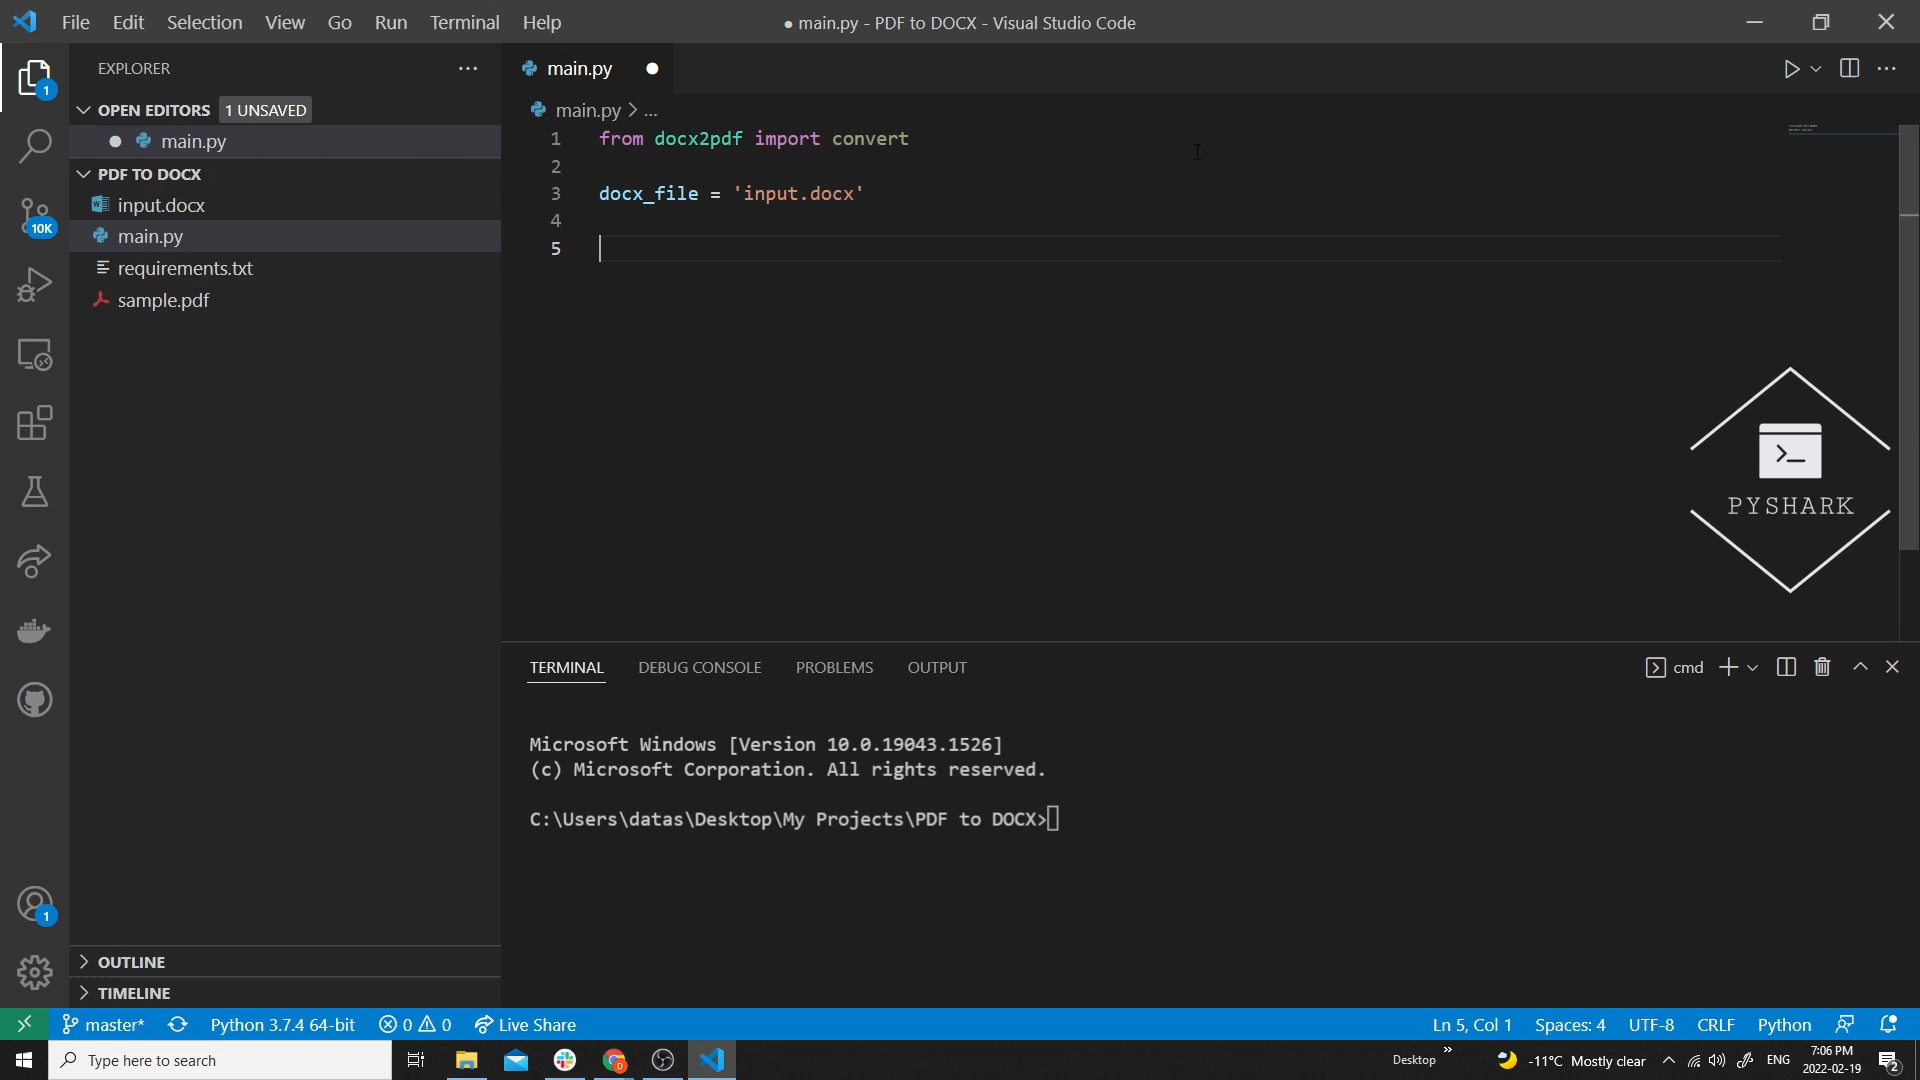 File Edit Selection View Go Run Terminal Help
● main.py - PDF to DOCX - Visual Studio Code
EXPLORER
OPEN EDITORS 1 UNSAVED
main.py
PDF TO DOCX
input.docx
main.py
requirements.txt
sample.pdf
OUTLINE
TIMELINE
1
10K
1
main.py
main.py > ...
1 from docx2pdf import convert
2
3 docx_file = 'input.docx'
4
5
PYSHARK
TERMINAL DEBUG CONSOLE PROBLEMS OUTPUT
cmd
Microsoft Windows [Version 10.0.19043.1526]
(c) Microsoft Corporation. All rights reserved.
C:\Users\datas\Desktop\My Projects\PDF to DOCX>
master* Python 3.7.4 64-bit 0 0 Live Share
Ln 5, Col 1 Spaces: 4 UTF-8 CRLF Python
Type here to search
Desktop »
-11°C Mostly clear
ENG
7:06 PM
2022-02-19
2